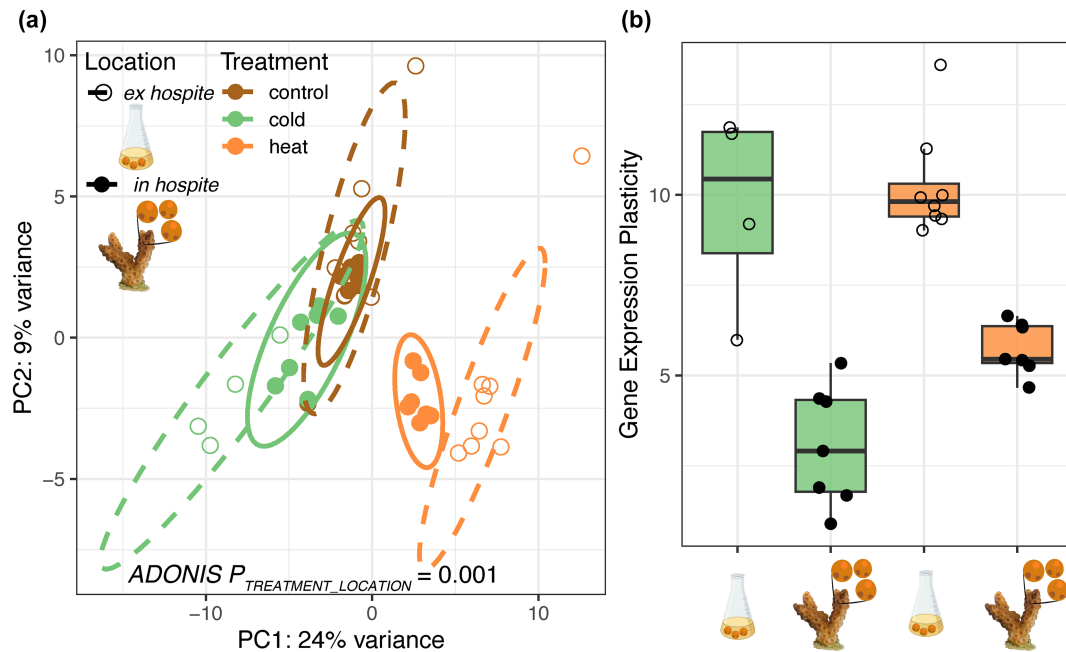 (a)
Location
ex hospite
in hospite
Treatment
control
cold
heat
10
5
0
−5
PC2: 9% variance
ADONIS P TREATMENT_LOCATION = 0.001
−10
0
10
PC1: 24% variance
(b)
Gene Expression Plasticity
10
5